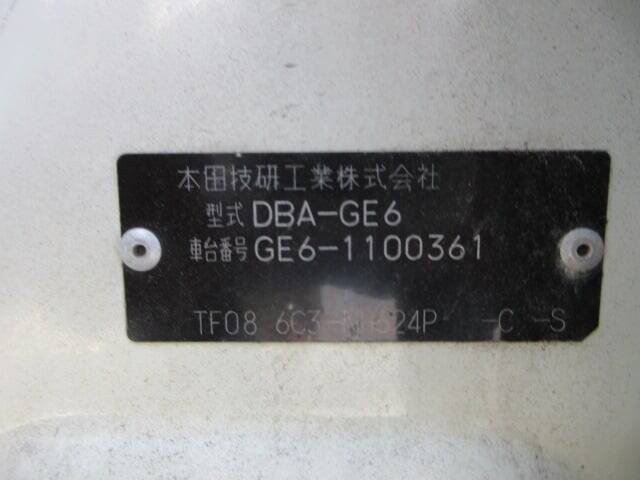 本田技研工業株式会社
型式 DBA-GE6
車台番号 GE6-1100361
TF08 -C -S